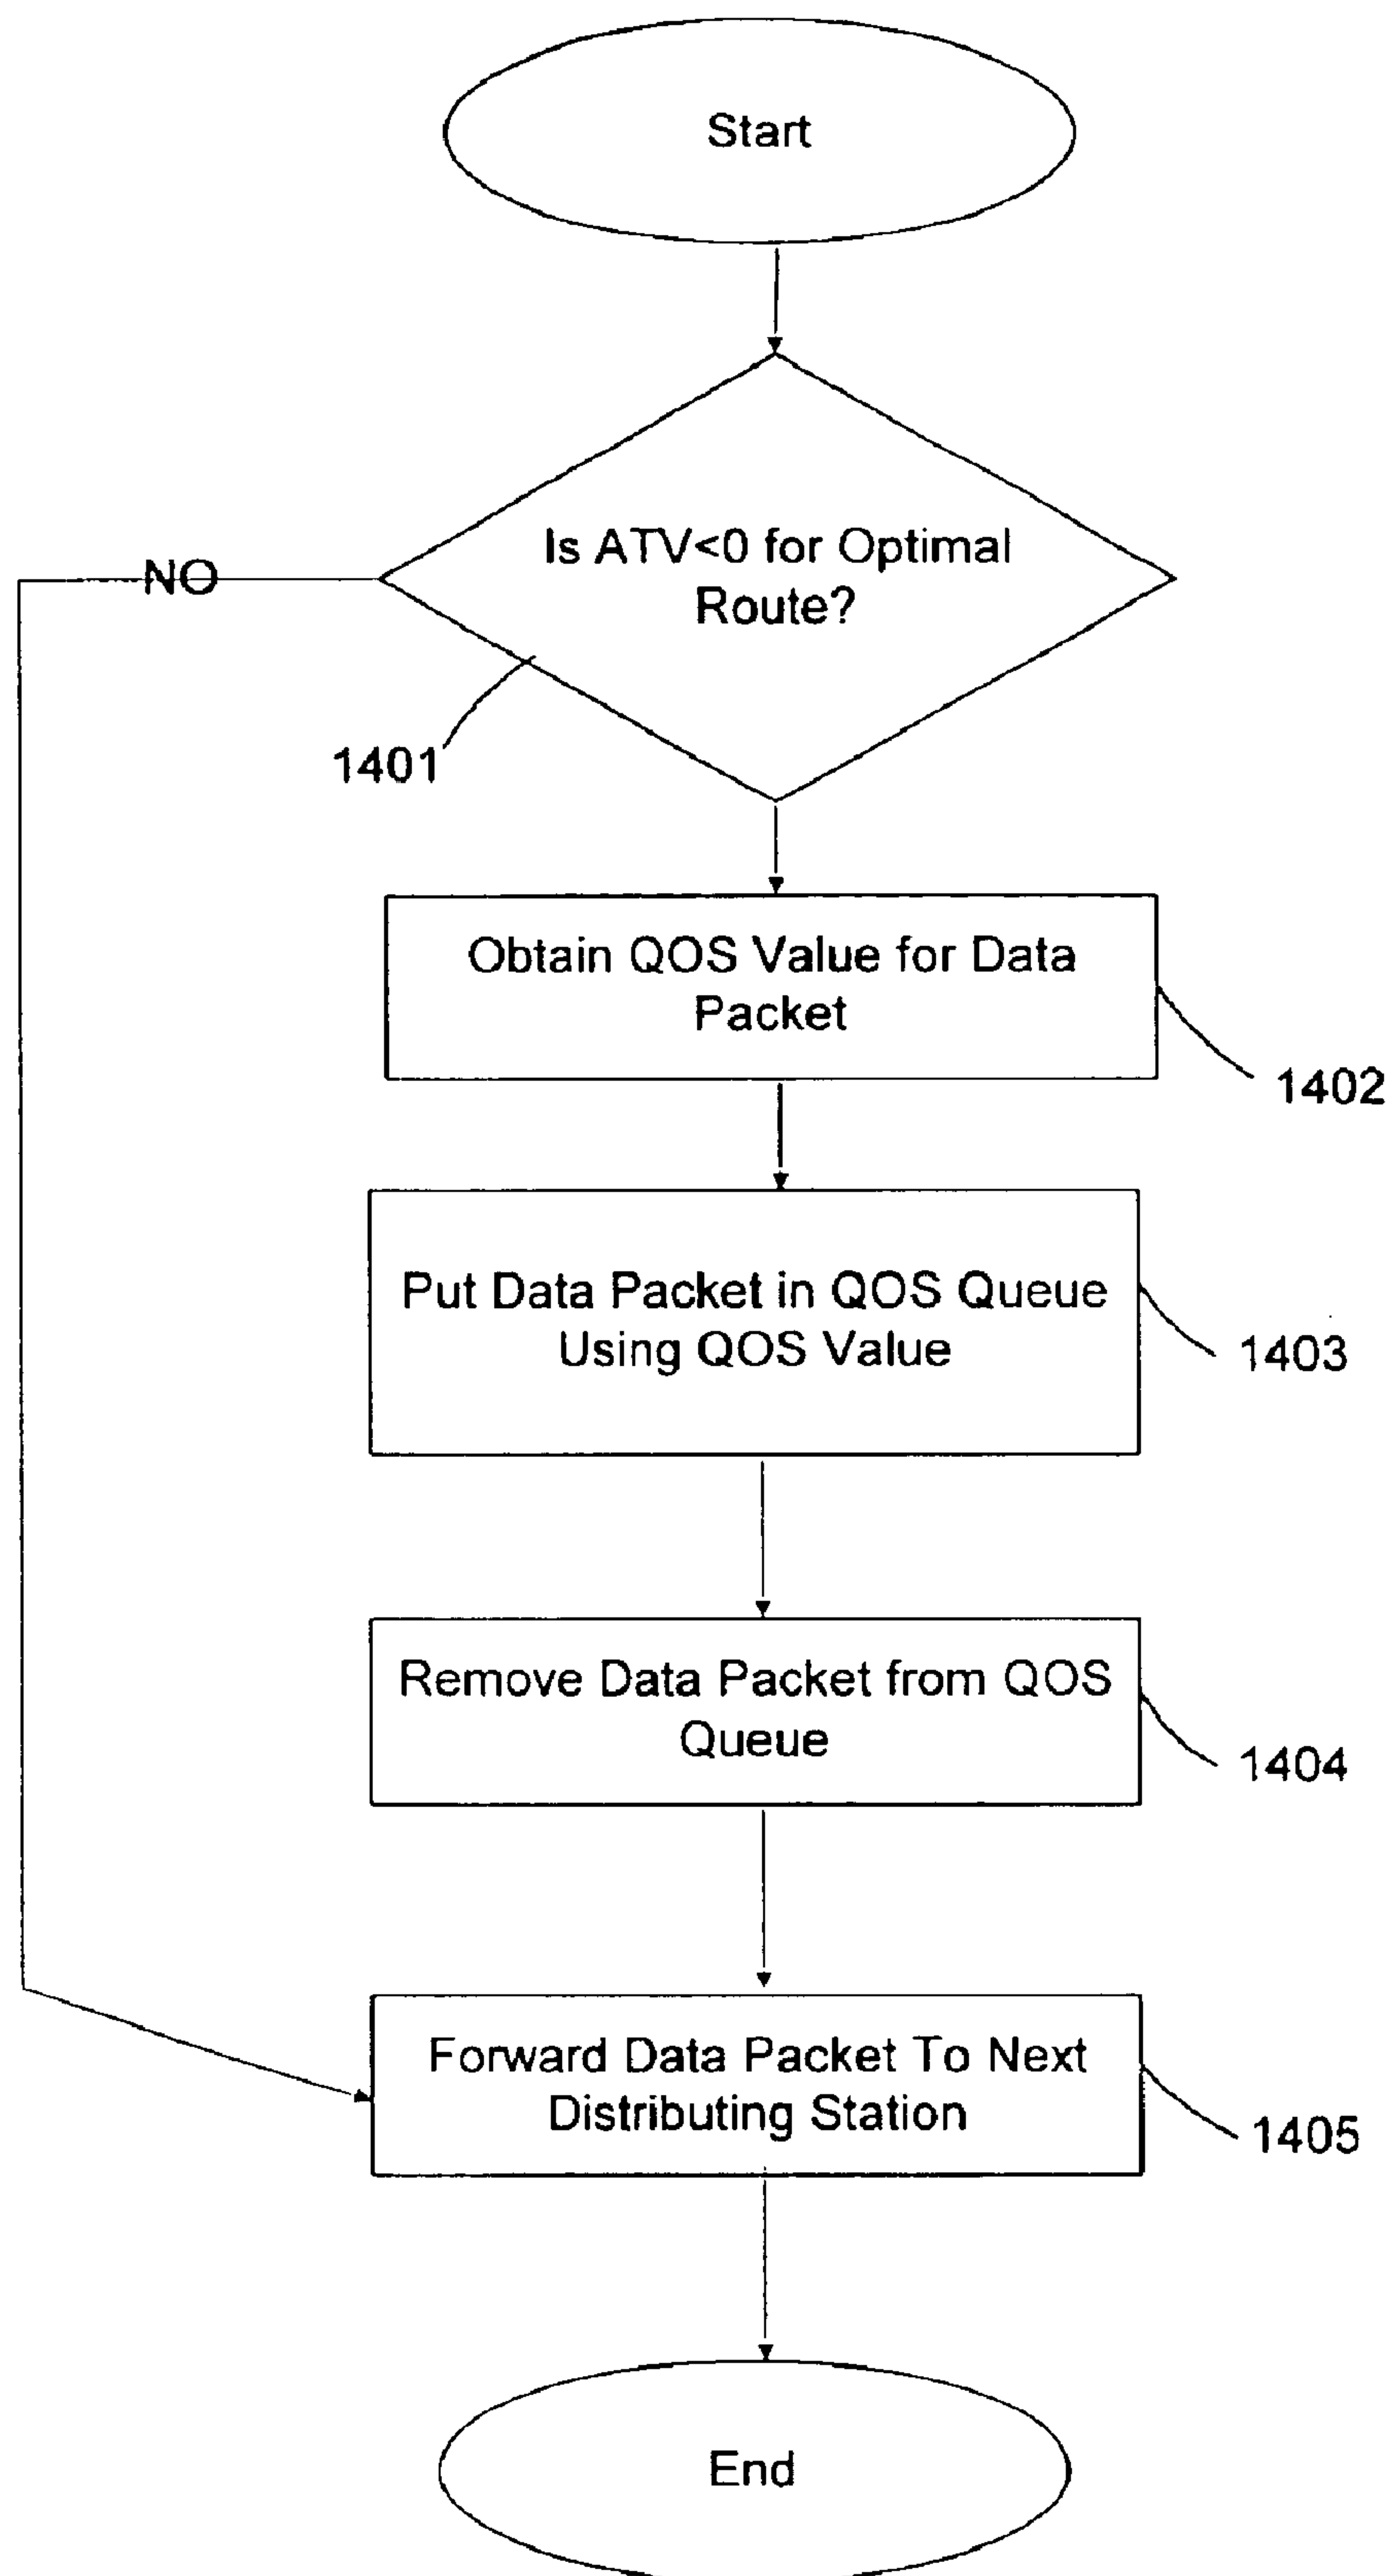 Start
Is ATV<0 for Optimal
Route?
NO
1401
Obtain QOS Value for Data
Packet
1402
Put Data Packet in QOS Queue
Using QOS Value
1403
Remove Data Packet from QOS
Queue
1404
Forward Data Packet To Next
Distributing Station
1405
End